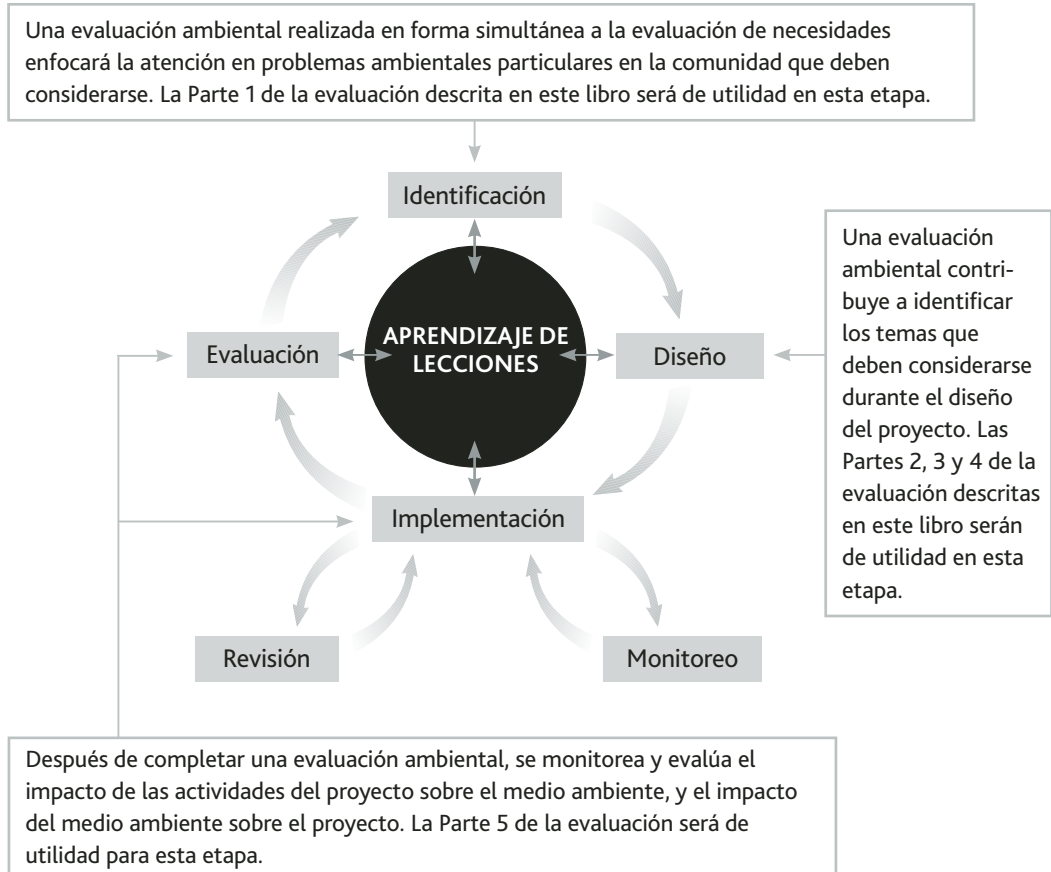 Una evaluación ambiental realizada en forma simultánea a la evaluación de necesidades
enfocará la atención en problemas ambientales particulares en la comunidad que deben
considerarse. La Parte 1 de la evaluación descrita en este libro será de utilidad en esta etapa.
Identificación
Una evaluación
ambiental contri-
buye a identificar
los temas que
deben considerarse
durante el diseño
del proyecto. Las
Partes 2, 3 y 4 de la
evaluación descritas
en este libro serán
de utilidad en esta
etapa.
Evaluación
APRENDIZAJE DE
LECCIONES
Diseño
Implementación
Revisión
Monitoreo
Después de completar una evaluación ambiental, se monitorea y evalúa el
impacto de las actividades del proyecto sobre el medio ambiente, y el impacto
del medio ambiente sobre el proyecto. La Parte 5 de la evaluación será de
utilidad para esta etapa.